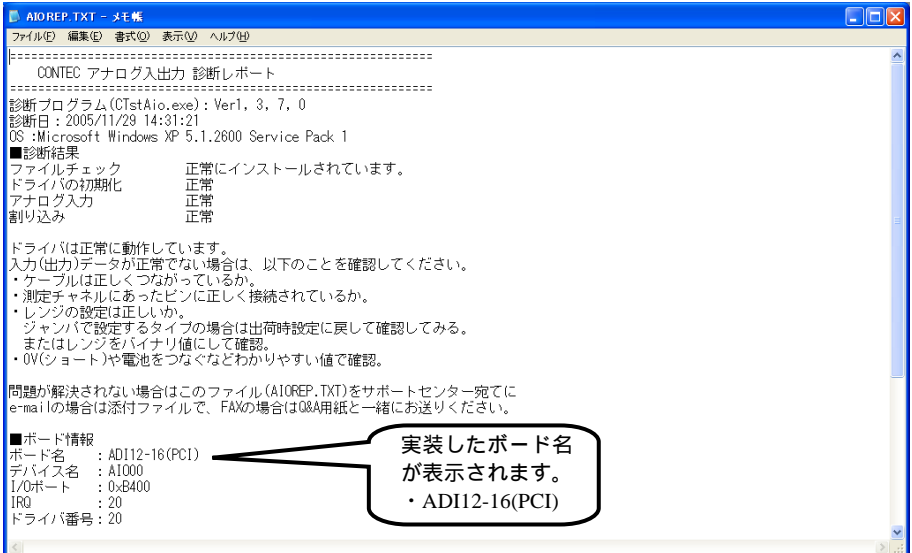 AIOREP.TXT - メモ帳
ファイル(F) 編集(E) 書式(O) 表示(V) ヘルプ(H)
============================================================
CONTEC アナログ入出力 診断レポート
============================================================
診断プログラム(CTstAio.exe) : Ver1, 3, 7, 0
診断日 : 2005/11/29 14:31:21
OS :Microsoft Windows XP 5.1.2600 Service Pack 1
■診断結果
ファイルチェック 正常にインストールされています。
ドライバの初期化 正常
アナログ入力 正常
割り込み 正常
ドライバは正常に動作しています。
入力(出力)データが正常でない場合は、以下のことを確認してください。
・ケーブルは正しくつながっているか。
・測定チャネルにあったピンに正しく接続されているか。
・レンジの設定は正しいか。
ジャンパで設定するタイプの場合は出荷時設定に戻して確認してみる。
またはレンジをバイナリ値にして確認。
・0V(ショート)や電池をつなぐなどわかりやすい値で確認。
問題が解決されない場合はこのファイル(AIOREP.TXT)をサポートセンター宛てに
e-mailの場合は添付ファイルで、FAXの場合はQ&A用紙と一緒にお送りください。
■ボード情報
ボード名 : ADI12-16(PCI)
デバイス名 : AIO00
I/Oポート : 0xB400
IRQ : 20
ドライバ番号 : 20
実装したボード名
が表示されます。
・ADI12-16(PCI)